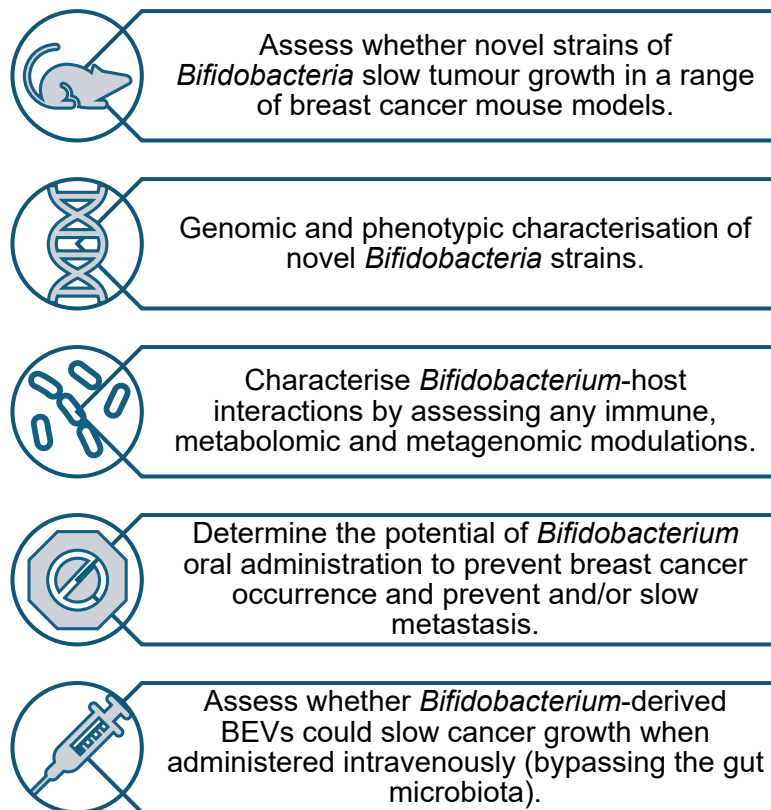 Assess whether novel strains of
Bifidobacteria slow tumour growth in a range
of breast cancer mouse models.
Genomic and phenotypic characterisation of
novel Bifidobacteria strains.
Characterise Bifidobacterium-host
interactions by assessing any immune,
metabolomic and metagenomic modulations.
Determine the potential of Bifidobacterium
oral administration to prevent breast cancer
occurrence and prevent and/or slow
metastasis.
Assess whether Bifidobacterium-derived
BEVs could slow cancer growth when
administered intravenously (bypassing the gut
microbiota).